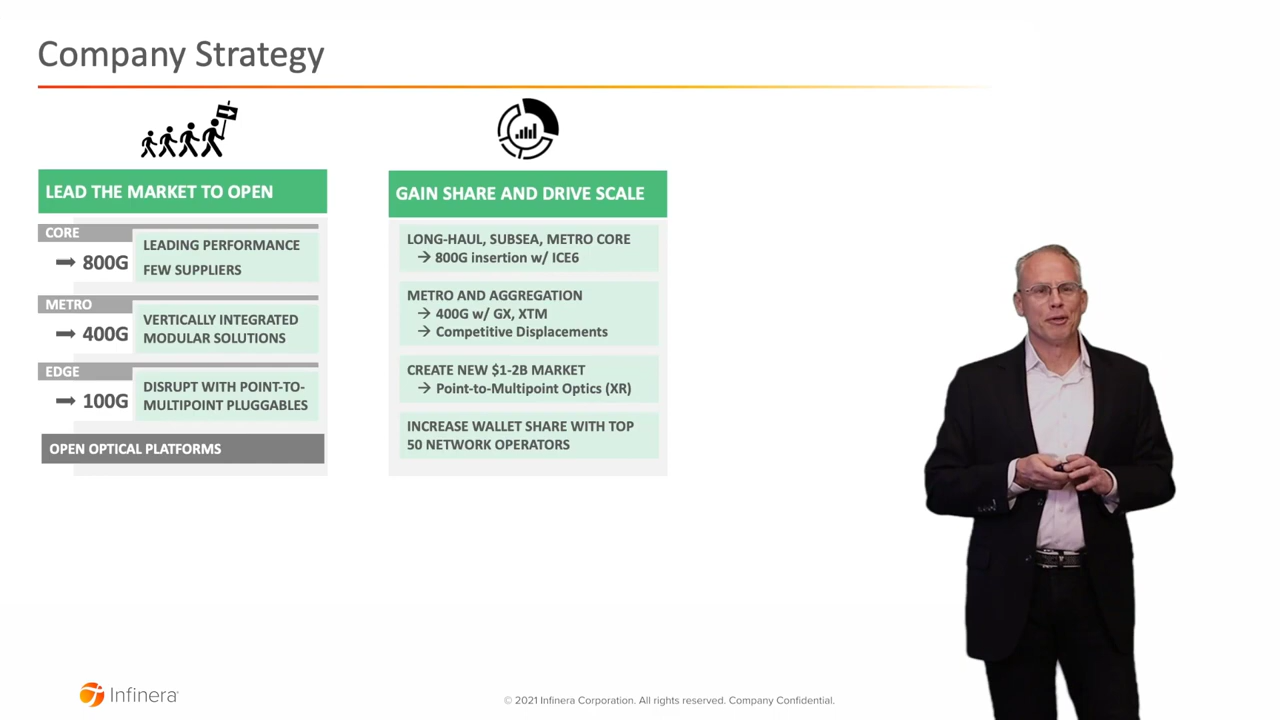 Company Strategy
LEAD THE MARKET TO OPEN
CORE
→ 800G
LEADING PERFORMANCE
FEW SUPPLIERS
METRO
→ 400G
VERTICALLY INTEGRATED
MODULAR SOLUTIONS
EDGE
→ 100G
DISRUPT WITH POINT-TO-
MULTIPOINT PLUGGABLES
OPEN OPTICAL PLATFORMS
GAIN SHARE AND DRIVE SCALE
LONG-HAUL, SUBSEA, METRO CORE
→ 800G insertion w/ ICE6
METRO AND AGGREGATION
→ 400G w/ GX, XTM
→ Competitive Displacements
CREATE NEW $1-2B MARKET
→ Point-to-Multipoint Optics (XR)
INCREASE WALLET SHARE WITH TOP
50 NETWORK OPERATORS
Infinera
© 2021 Infinera Corporation. All rights reserved. Company Confidential.